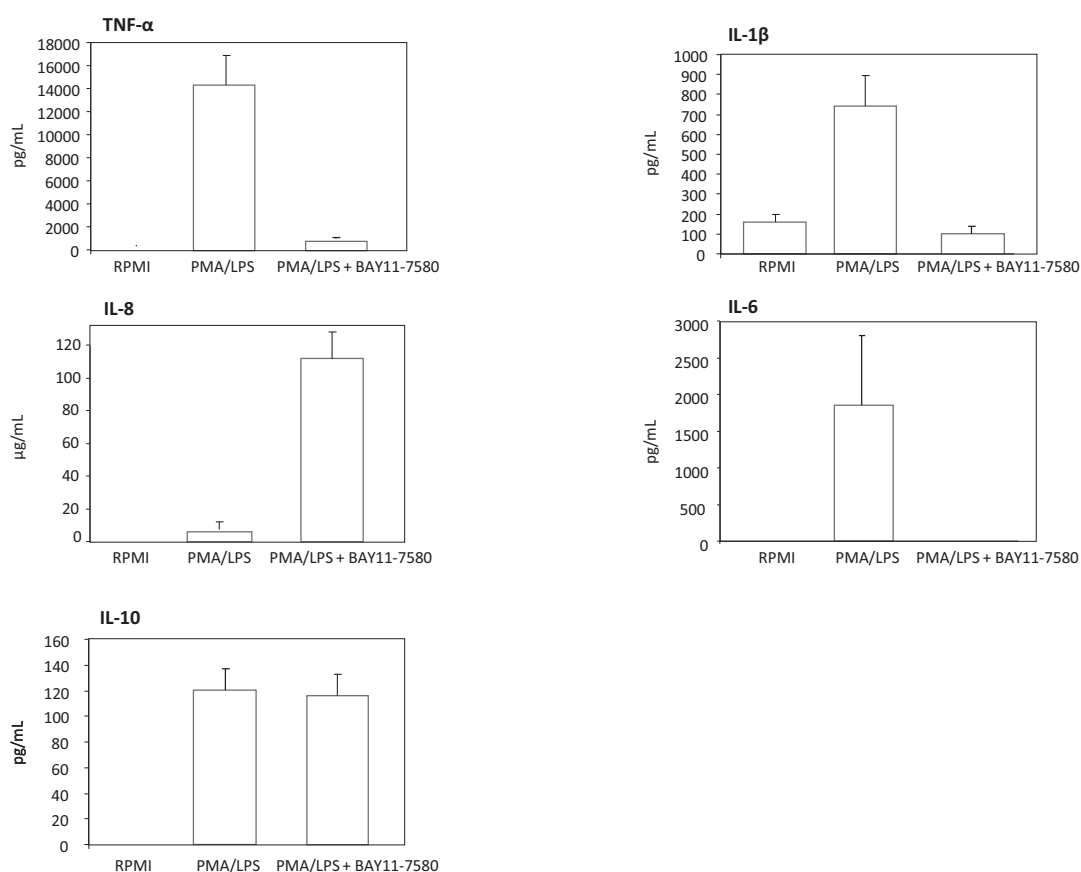 TNF-α
18000
16000
14000
12000
10000
8000
6000
4000
2000
0
pg/mL
RPMI PMA/LPS PMA/LPS + BAY11-7580
IL-1β
1000
900
800
700
600
500
400
300
200
100
0
pg/mL
RPMI PMA/LPS PMA/LPS + BAY11-7580
IL-8
120
100
80
60
40
20
0
µg/mL
RPMI PMA/LPS PMA/LPS + BAY11-7580
IL-6
3000
2500
2000
1500
1000
500
0
pg/mL
RPMI PMA/LPS PMA/LPS + BAY11-7580
IL-10
160
140
120
100
80
60
40
20
0
pg/mL
RPMI PMA/LPS PMA/LPS + BAY11-7580